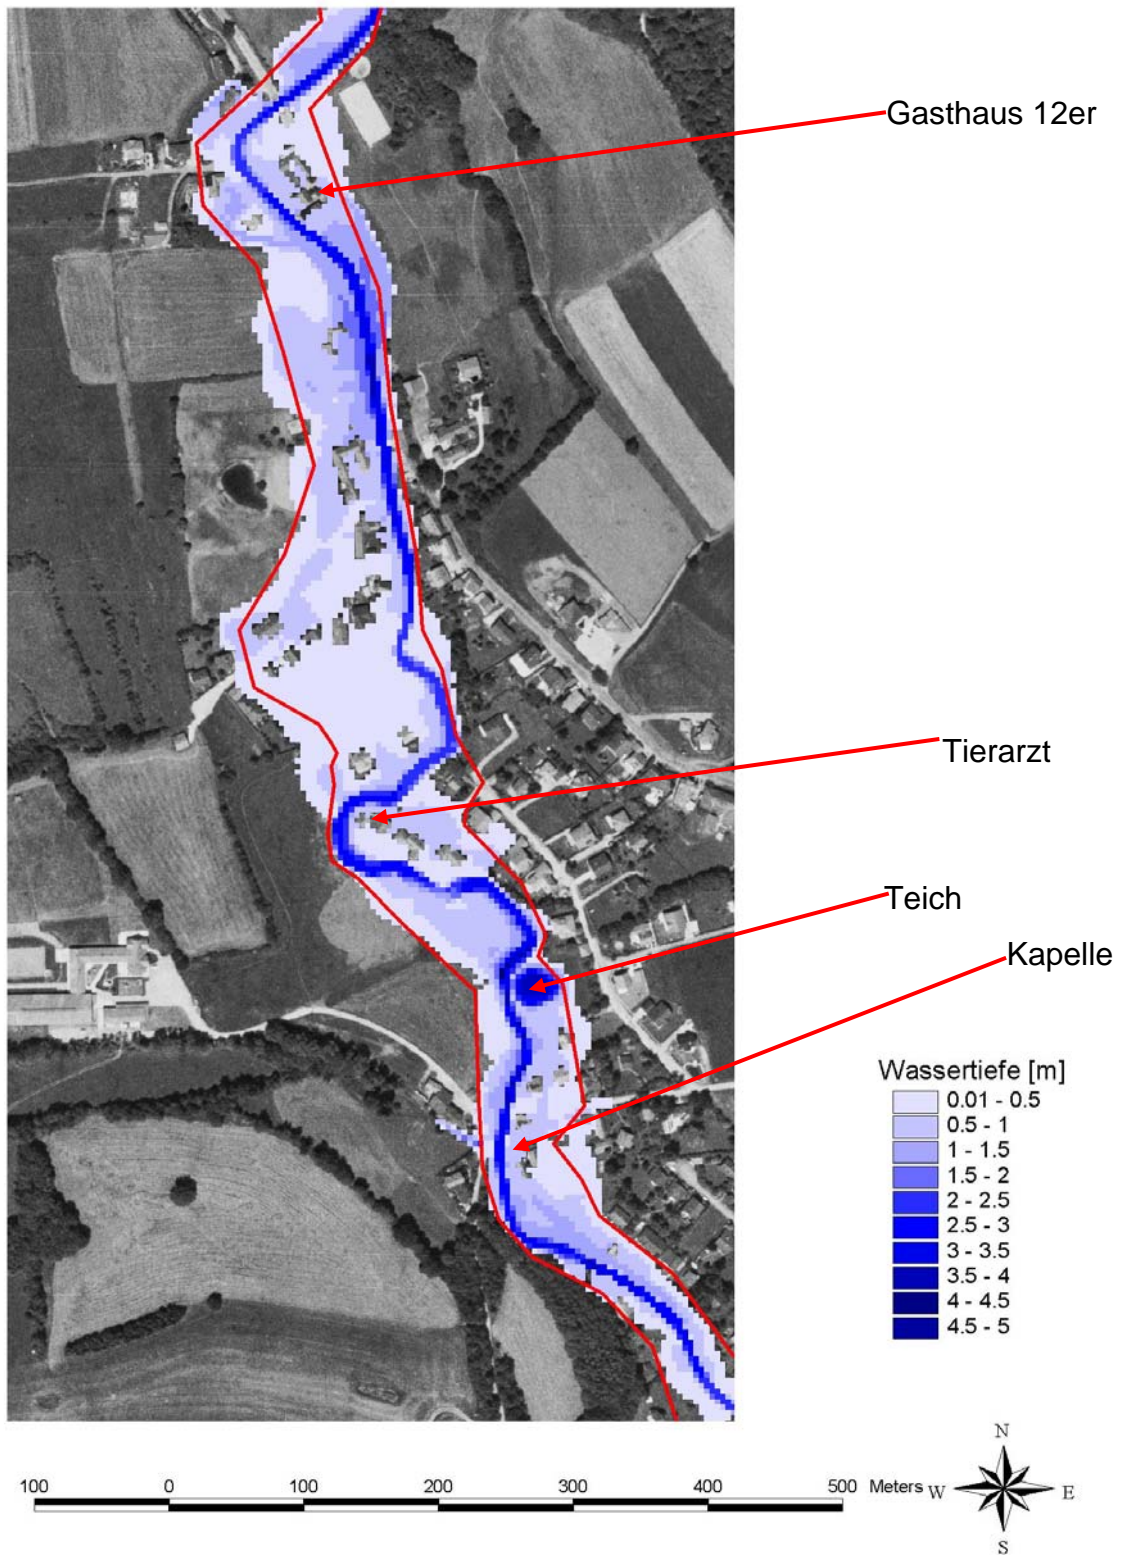 Gasthaus 12er
Tierarzt
Teich
Kapelle
Wassertiefe [m]
0.01 - 0.5
0.5 - 1
1 - 1.5
1.5 - 2
2 - 2.5
2.5 - 3
3 - 3.5
3.5 - 4
4 - 4.5
4.5 - 5
N
W E
S
100 0 100 200 300 400 500 Meters